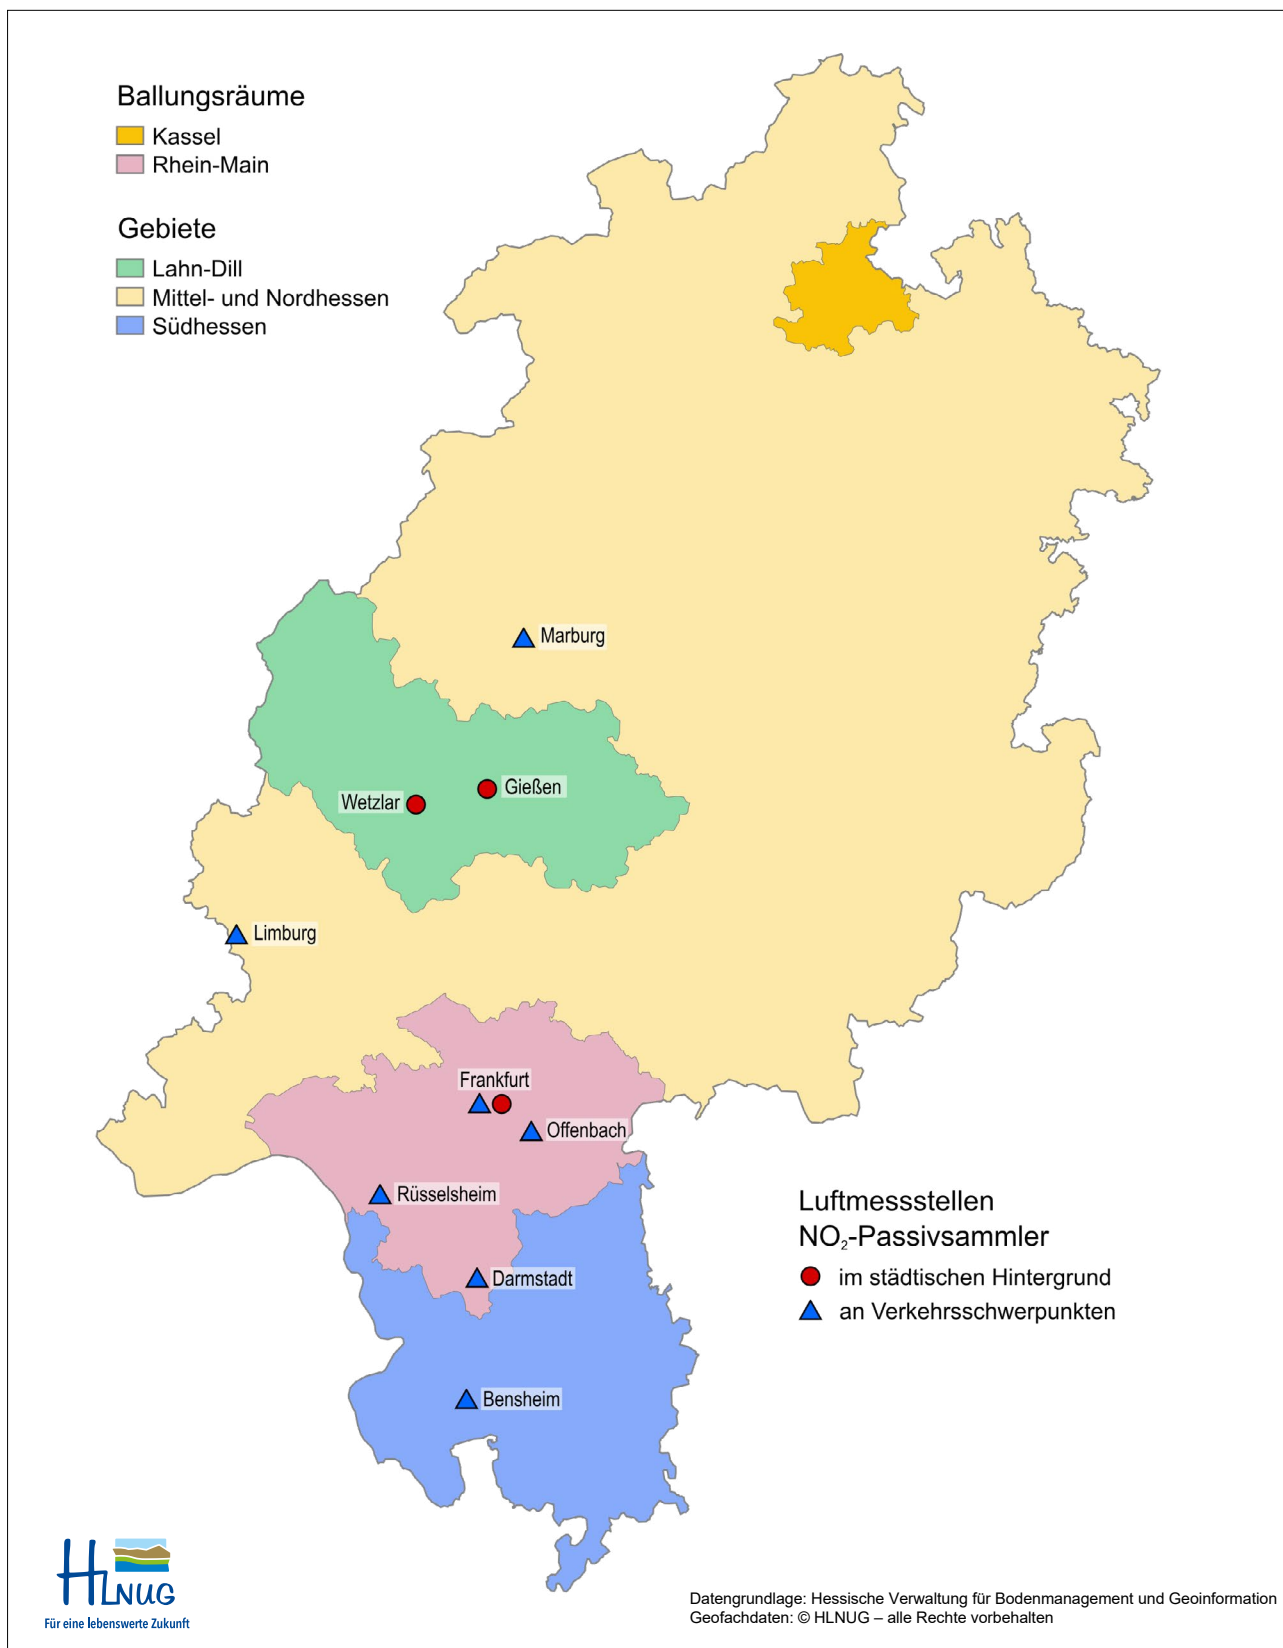 Ballungsräume
Kassel
Rhein-Main
Gebiete
Lahn-Dill
Mittel- und Nordhessen
Südhessen
Marburg
Gießen
Wetzlar
Limburg
Frankfurt
Offenbach
Rüsselsheim
Darmstadt
Bensheim
Luftmessstellen
NO₂-Passivsammler
im städtischen Hintergrund
an Verkehrsschwerpunkten
HLNUG
Für eine lebenswerte Zukunft
Datengrundlage: Hessische Verwaltung für Bodenmanagement und Geoinformation
Geofachdaten: © HLNUG – alle Rechte vorbehalten